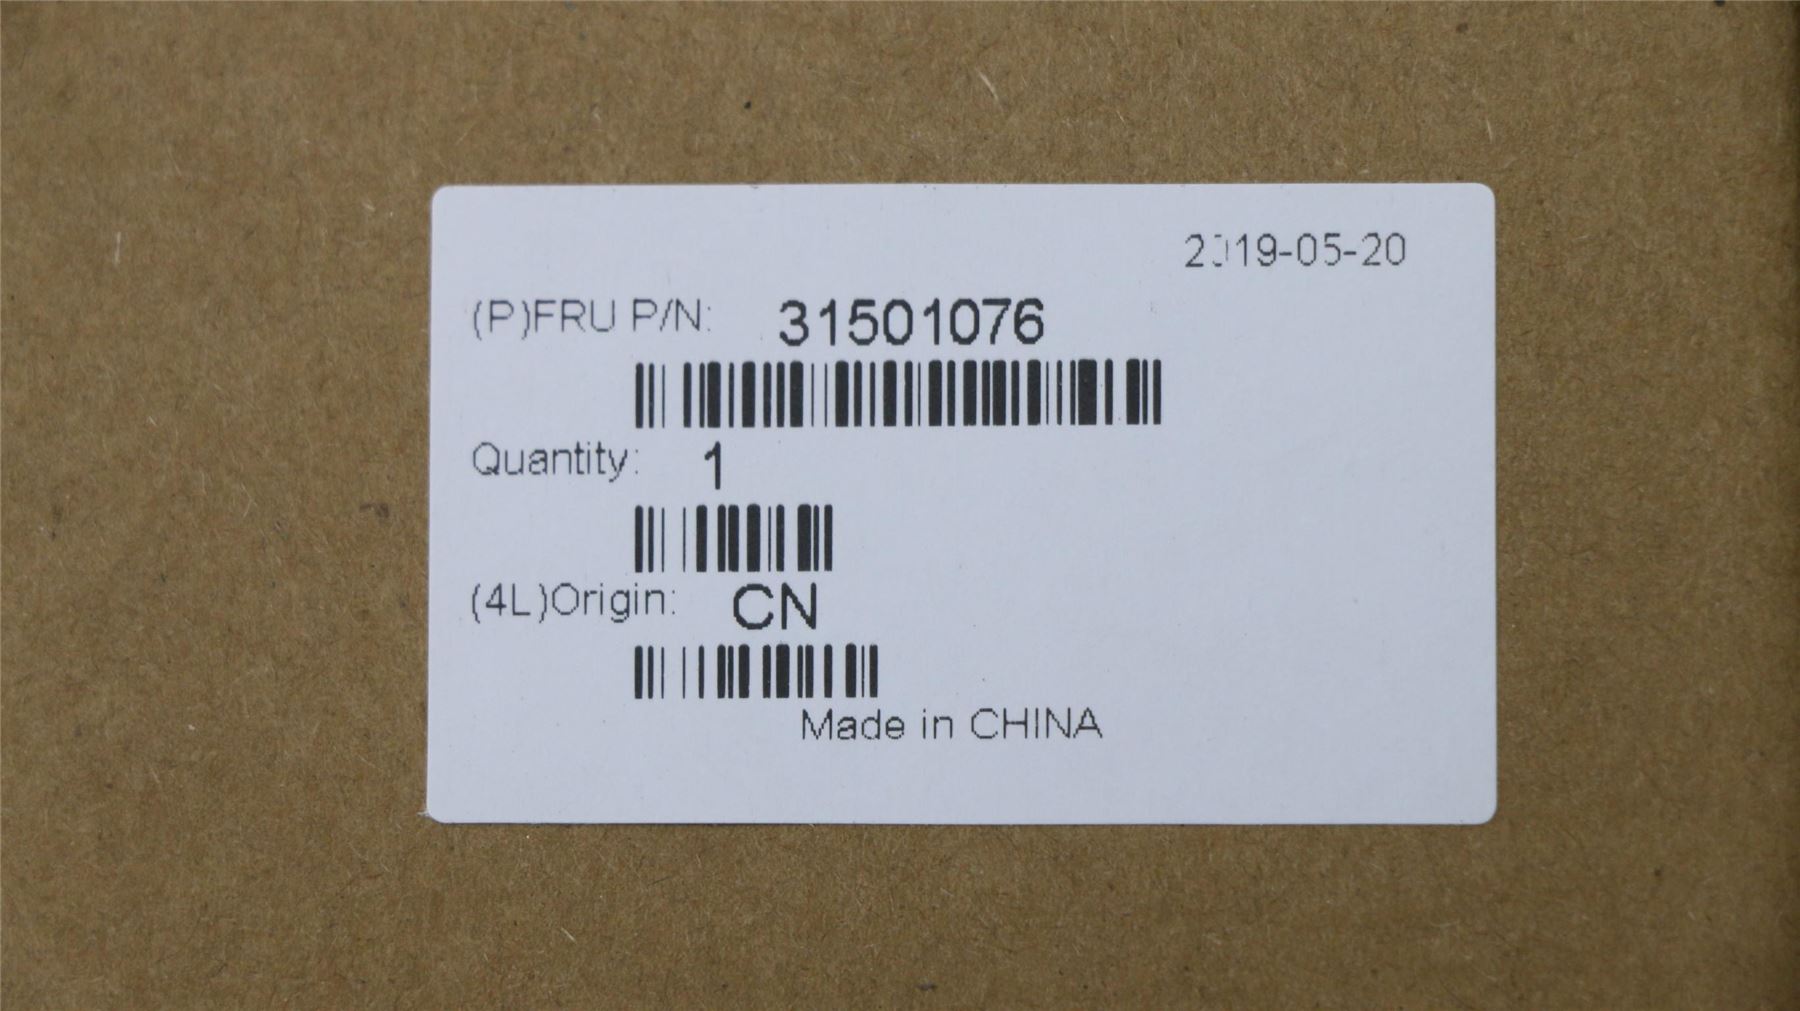 2019-05-20
(P)FRU P/N: 31501076
Quantity: 1
(4L)Origin: CN
Made in CHINA